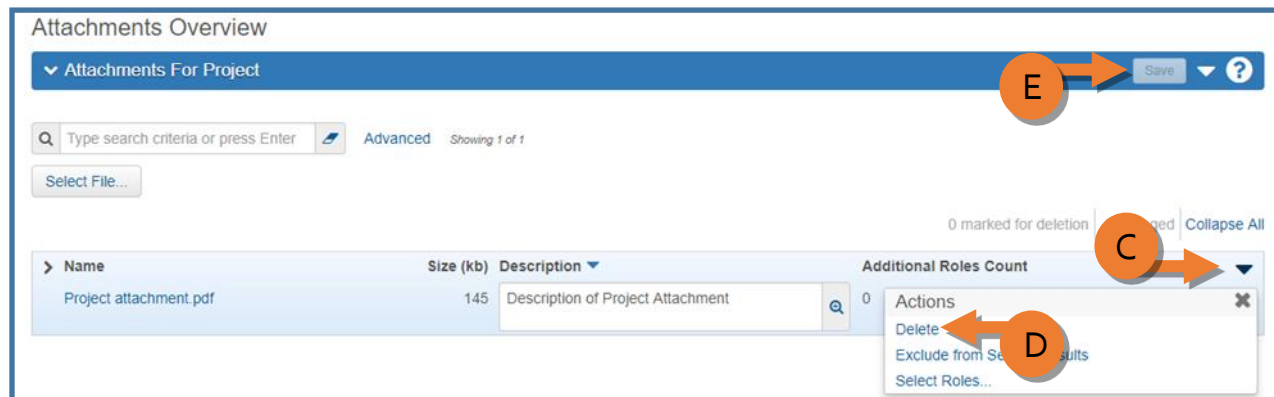 Attachments Overview
Attachments For Project
E
Save
?
Type search criteria or press Enter
Advanced
Showing 1 of 1
Select File...
0 marked for deletion
Collapse All
C
Name
Size (kb)
Description
Additional Roles Count
Project attachment.pdf
145
Description of Project Attachment
0
Actions
Delete
D
Exclude from
Select Roles...